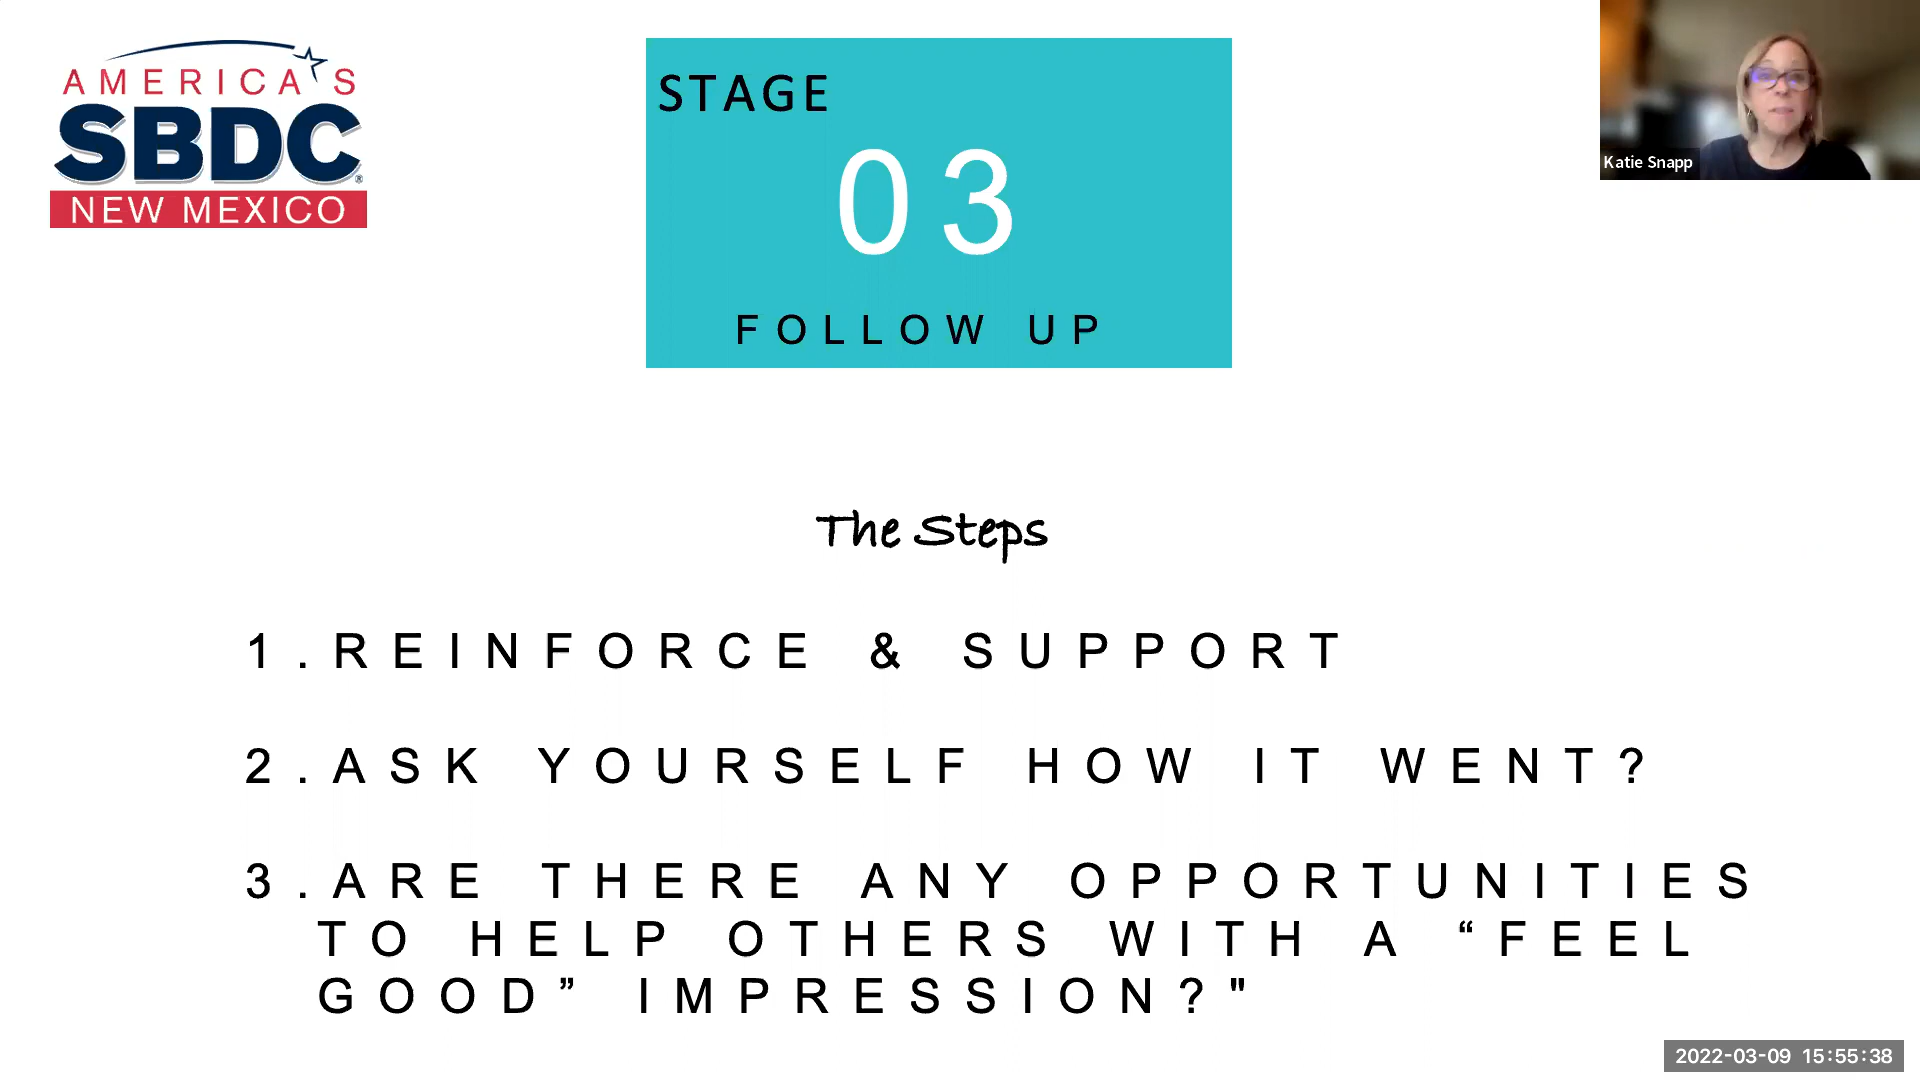 AMERICA'S
SBDC
NEW MEXICO
STAGE
03
FOLLOW UP
Katie Snapp
The Steps
1. REINFORCE & SUPPORT
2. ASK YOURSELF HOW IT WENT?
3. ARE THERE ANY OPPORTUNITIES
TO HELP OTHERS WITH A “FEEL
GOOD” IMPRESSION?"
2022-03-09 15:55:38